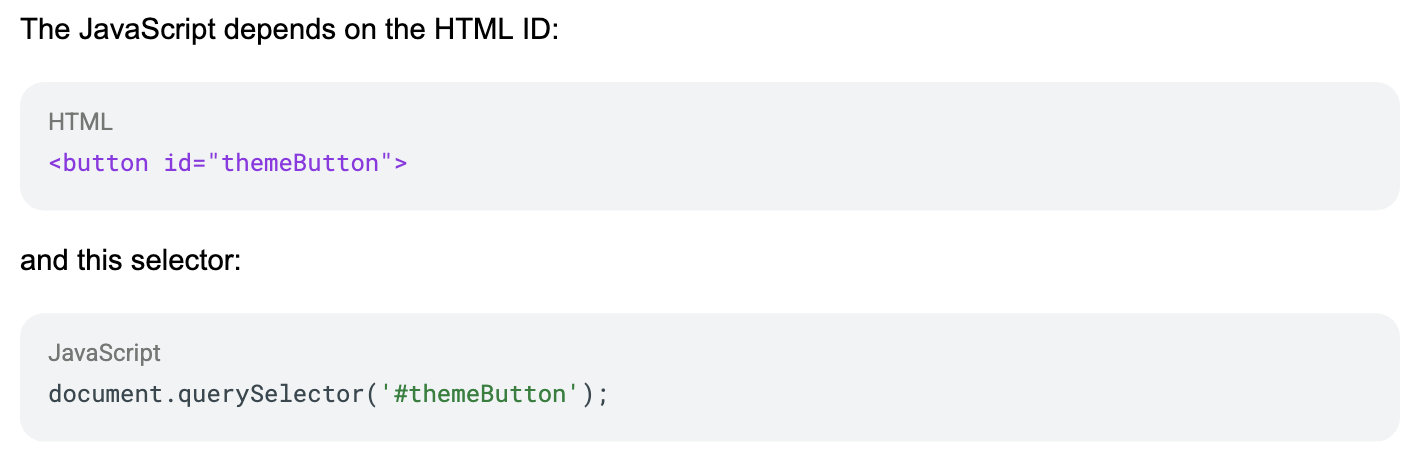 The JavaScript depends on the HTML ID:
HTML
<button id="themeButton">
and this selector:
JavaScript
document.querySelector('#themeButton');